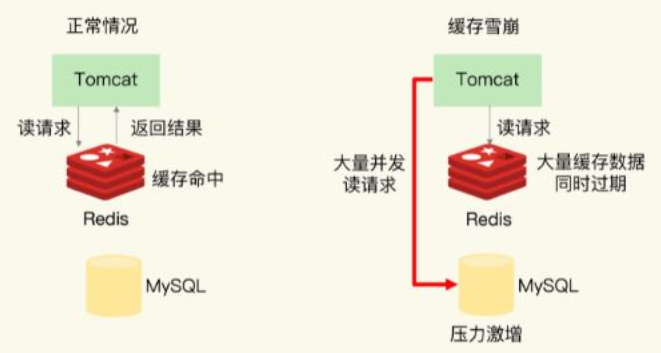 正常情况
Tomcat
读请求
返回结果
缓存命中
Redis
MySQL
缓存雪崩
Tomcat
读请求
大量并发
读请求
大量缓存数据
同时过期
Redis
MySQL
压力激增